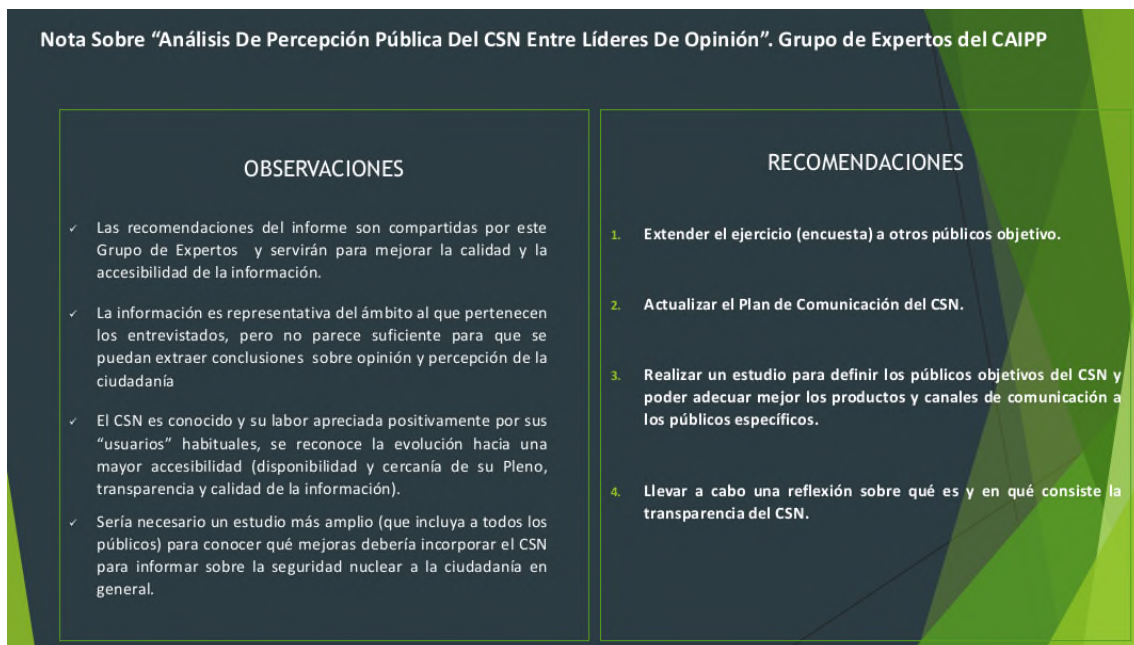 Nota Sobre “Análisis De Percepción Pública Del CSN Entre Líderes De Opinión”. Grupo de Expertos del CAIPP
OBSERVACIONES
✓ Las recomendaciones del informe son compartidas por este
Grupo de Expertos y servirán para mejorar la calidad y la
accesibilidad de la información.
✓ La información es representativa del ámbito al que pertenecen
los entrevistados, pero no parece suficiente para que se
puedan extraer conclusiones sobre opinión y percepción de la
ciudadanía
✓ El CSN es conocido y su labor apreciada positivamente por sus
“usuarios” habituales, se reconoce la evolución hacia una
mayor accesibilidad (disponibilidad y cercanía de su Pleno,
transparencia y calidad de la información).
✓ Sería necesario un estudio más amplio (que incluya a todos los
públicos) para conocer qué mejoras debería incorporar el CSN
para informar sobre la seguridad nuclear a la ciudadanía en
general.
RECOMENDACIONES
1. Extender el ejercicio (encuesta) a otros públicos objetivo.
2. Actualizar el Plan de Comunicación del CSN.
3. Realizar un estudio para definir los públicos objetivos del CSN y
poder adecuar mejor los productos y canales de comunicación a
los públicos específicos.
4. Llevar a cabo una reflexión sobre qué es y en qué consiste la
transparencia del CSN.